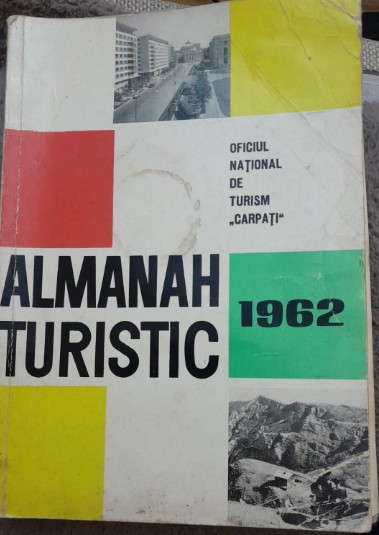 OFICIUL
NAȚIONAL
DE
TURISM
„CARPAȚI“
ALMANAH
TURISTIC
1962